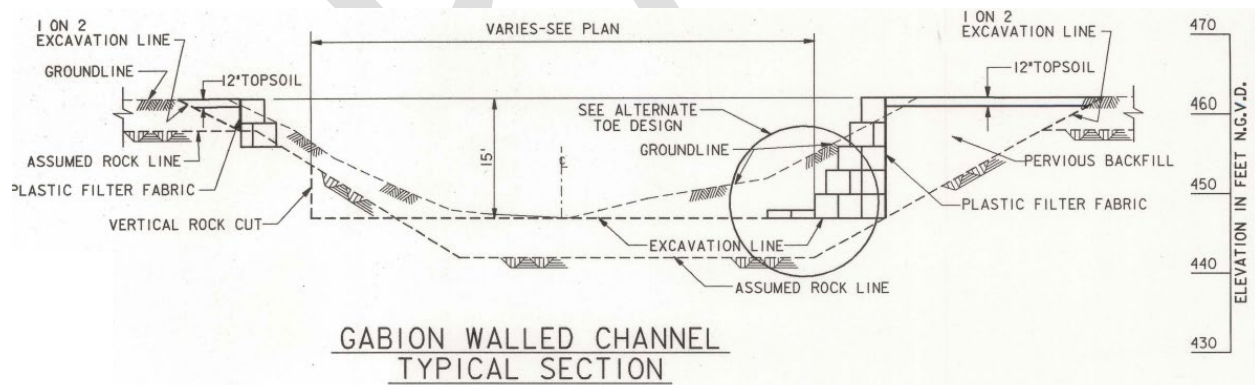 1 ON 2
EXCAVATION LINE
GROUNDLINE
12"TOPSOIL
ASSUMED ROCK LINE
PLASTIC FILTER FABRIC
VERTICAL ROCK CUT
VARIES-SEE PLAN
15'
℄
SEE ALTERNATE
TOE DESIGN
GROUNDLINE
EXCAVATION LINE
ASSUMED ROCK LINE
1 ON 2
EXCAVATION LINE
12"TOPSOIL
PERVIOUS BACKFILL
PLASTIC FILTER FABRIC
470
460
450
440
430
ELEVATION IN FEET N.G.V.D.
GABION WALLED CHANNEL
TYPICAL SECTION